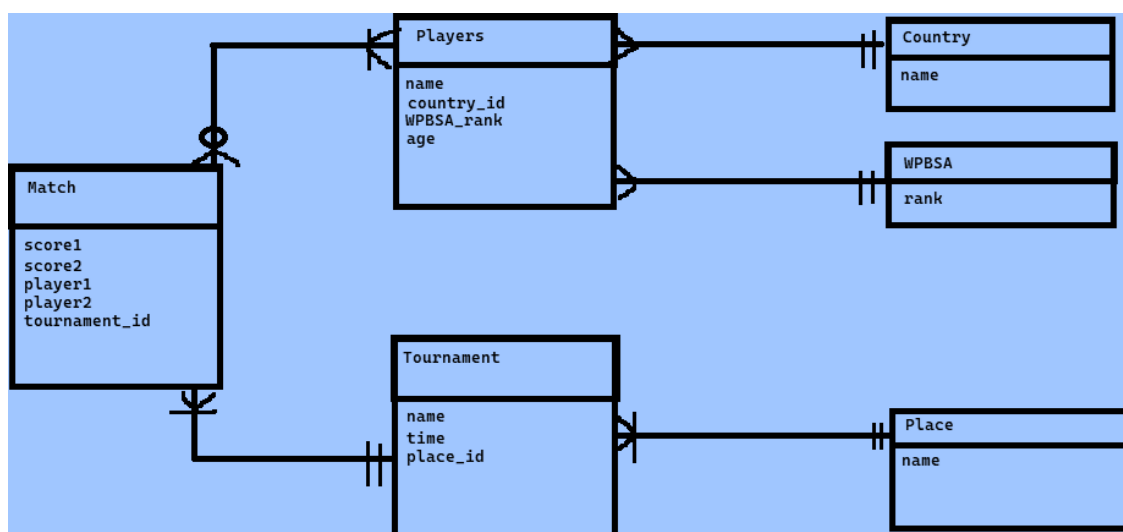 Players
name
country_id
WPBSA_rank
age
Country
name
WPBSA
rank
Match
score1
score2
player1
player2
tournament_id
Tournament
name
time
place_id
Place
name